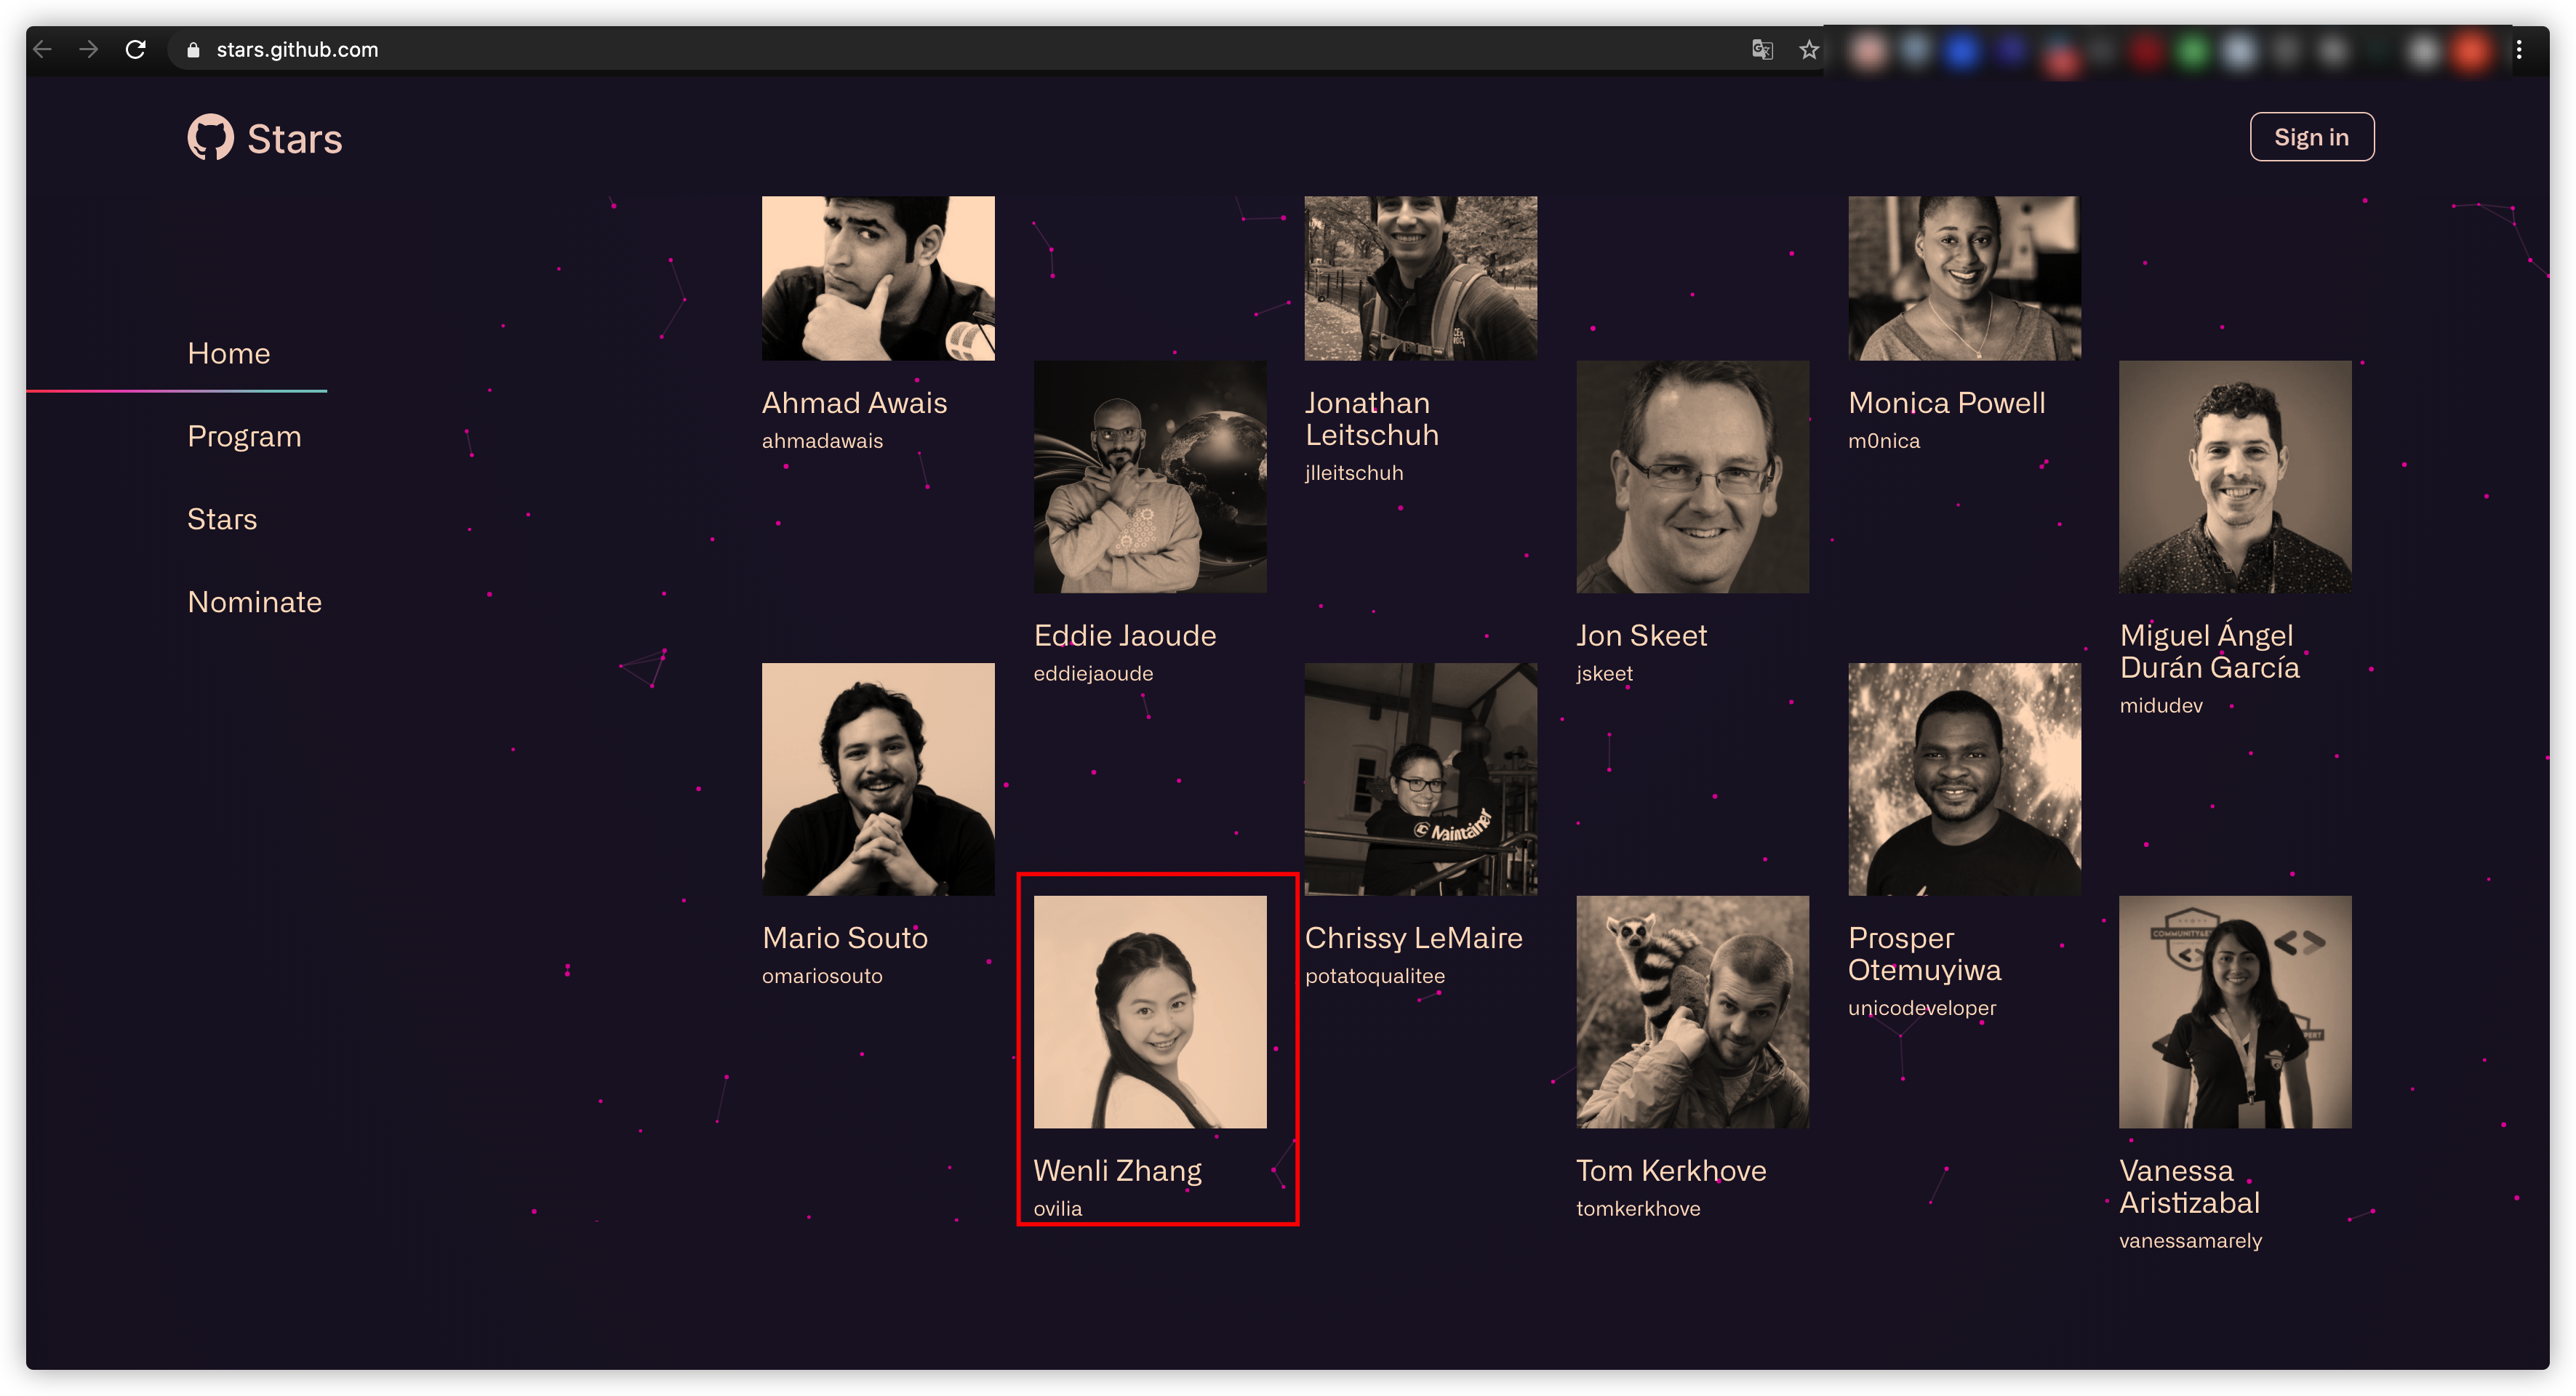 stars.github.com
Stars
Sign in
Home
Program
Stars
Nominate
Ahmad Awais
ahmadawais
Jonathan
Leitschuh
jlleitschuh
Monica Powell
m0nica
Eddie Jaoude
eddiejaoude
Jon Skeet
jskeet
Miguel Ángel
Durán García
midudev
Maintainer
Mario Souto
omariosouto
Chrissy LeMaire
potatoqualitee
Prosper
Otemuyiwa
unicodeveloper
Wenli Zhang
ovilia
Tom Kerkhove
tomkerkhove
Vanessa
Aristizabal
vanessamarely